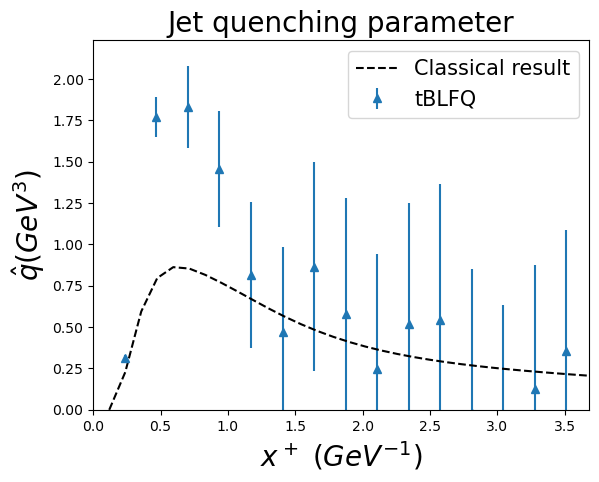 Jet quenching parameter
Classical result
tBLFQ
q̂(GeV³)
2.00
1.75
1.50
1.25
1.00
0.75
0.50
0.25
0.00
0.0 0.5 1.0 1.5 2.0 2.5 3.0 3.5
x⁺ (GeV⁻¹)